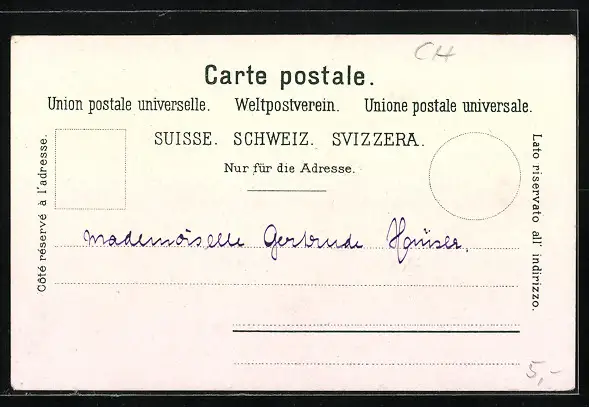 CH
Carte postale.
Union postale universelle. Weltpostverein. Unione postale universale.
SUISSE. SCHWEIZ. SVIZZERA.
Nur für die Adresse.
Côté réservé à l'adresse.
Lato riservato all' indirizzo.
Mademoiselle Gertrude Häuser.
5,-